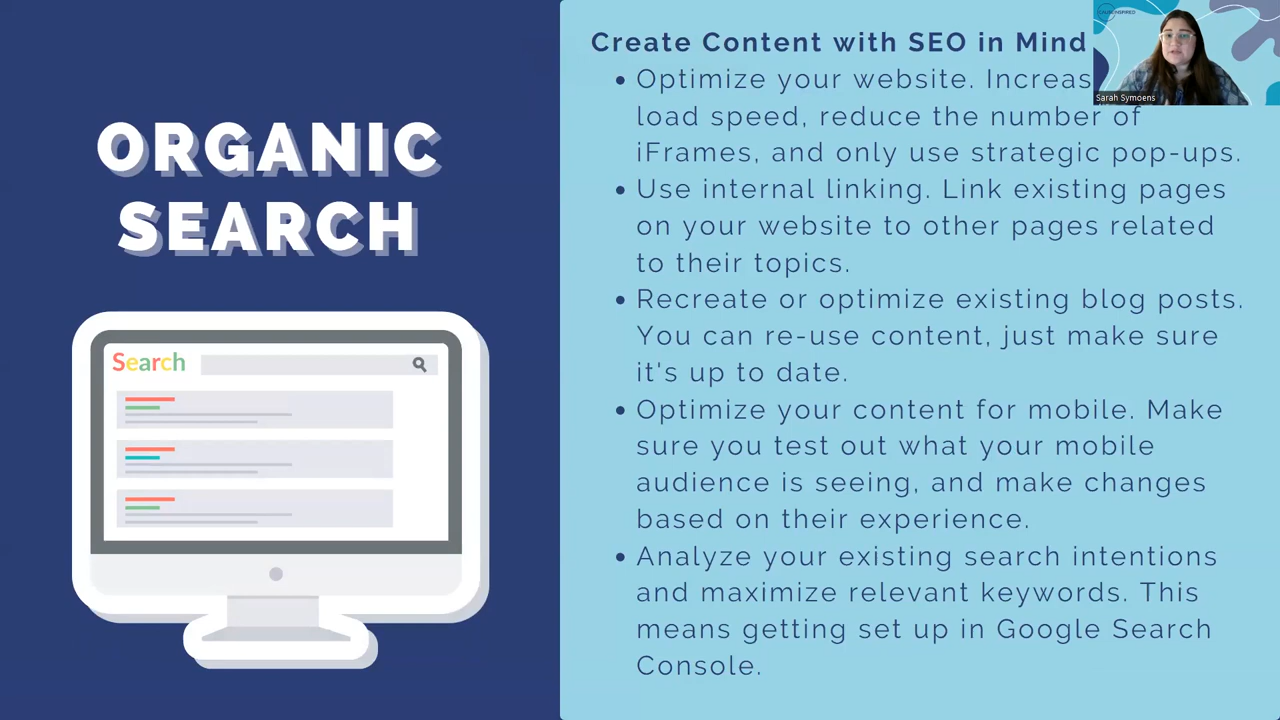 ORGANIC
SEARCH
Search
Create Content with SEO in Mind
Optimize your website. Increas
load speed, reduce the number of
iFrames, and only use strategic pop-ups.
Use internal linking. Link existing pages
on your website to other pages related
to their topics.
Recreate or optimize existing blog posts.
You can re-use content, just make sure
it's up to date.
Optimize your content for mobile. Make
sure you test out what your mobile
audience is seeing, and make changes
based on their experience.
Analyze your existing search intentions
and maximize relevant keywords. This
means getting set up in Google Search
Console.
Sarah Symoens